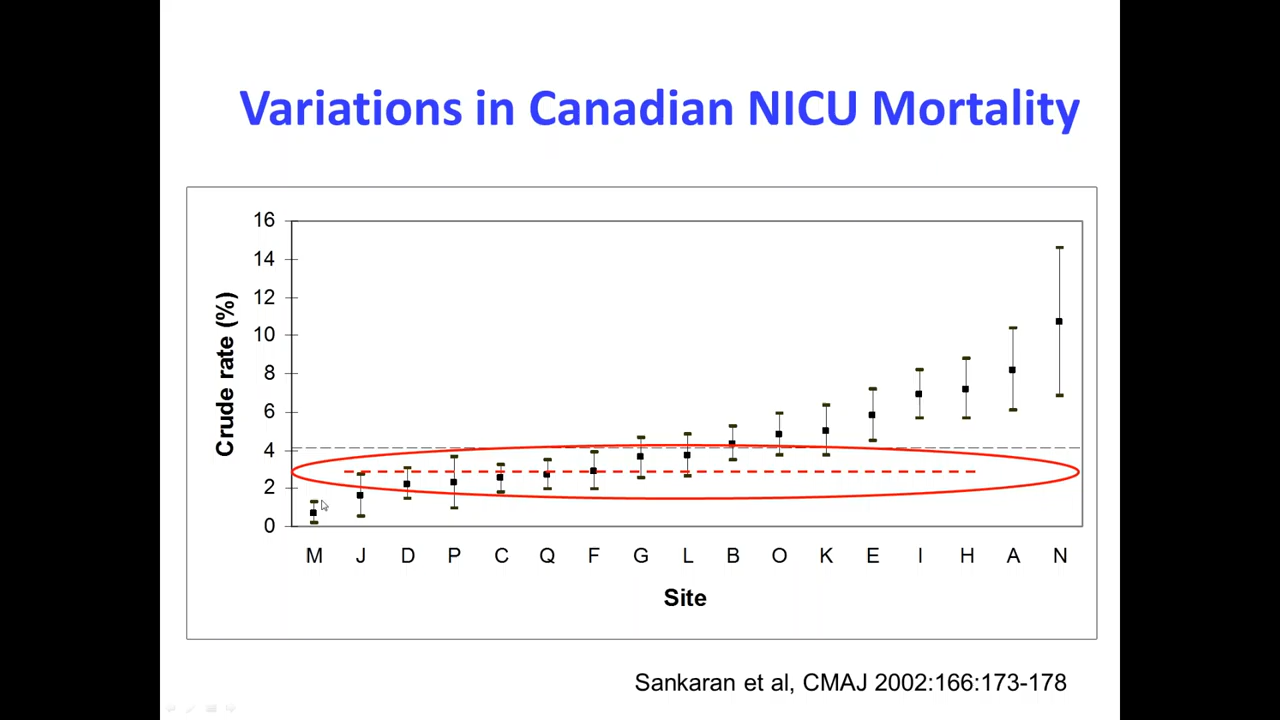 Variations in Canadian NICU Mortality
16
14
12
10
8
6
4
2
0
Crude rate (%)
M J D P C Q F G L B O K E I H A N
Site
Sankaran et al, CMAJ 2002:166:173-178